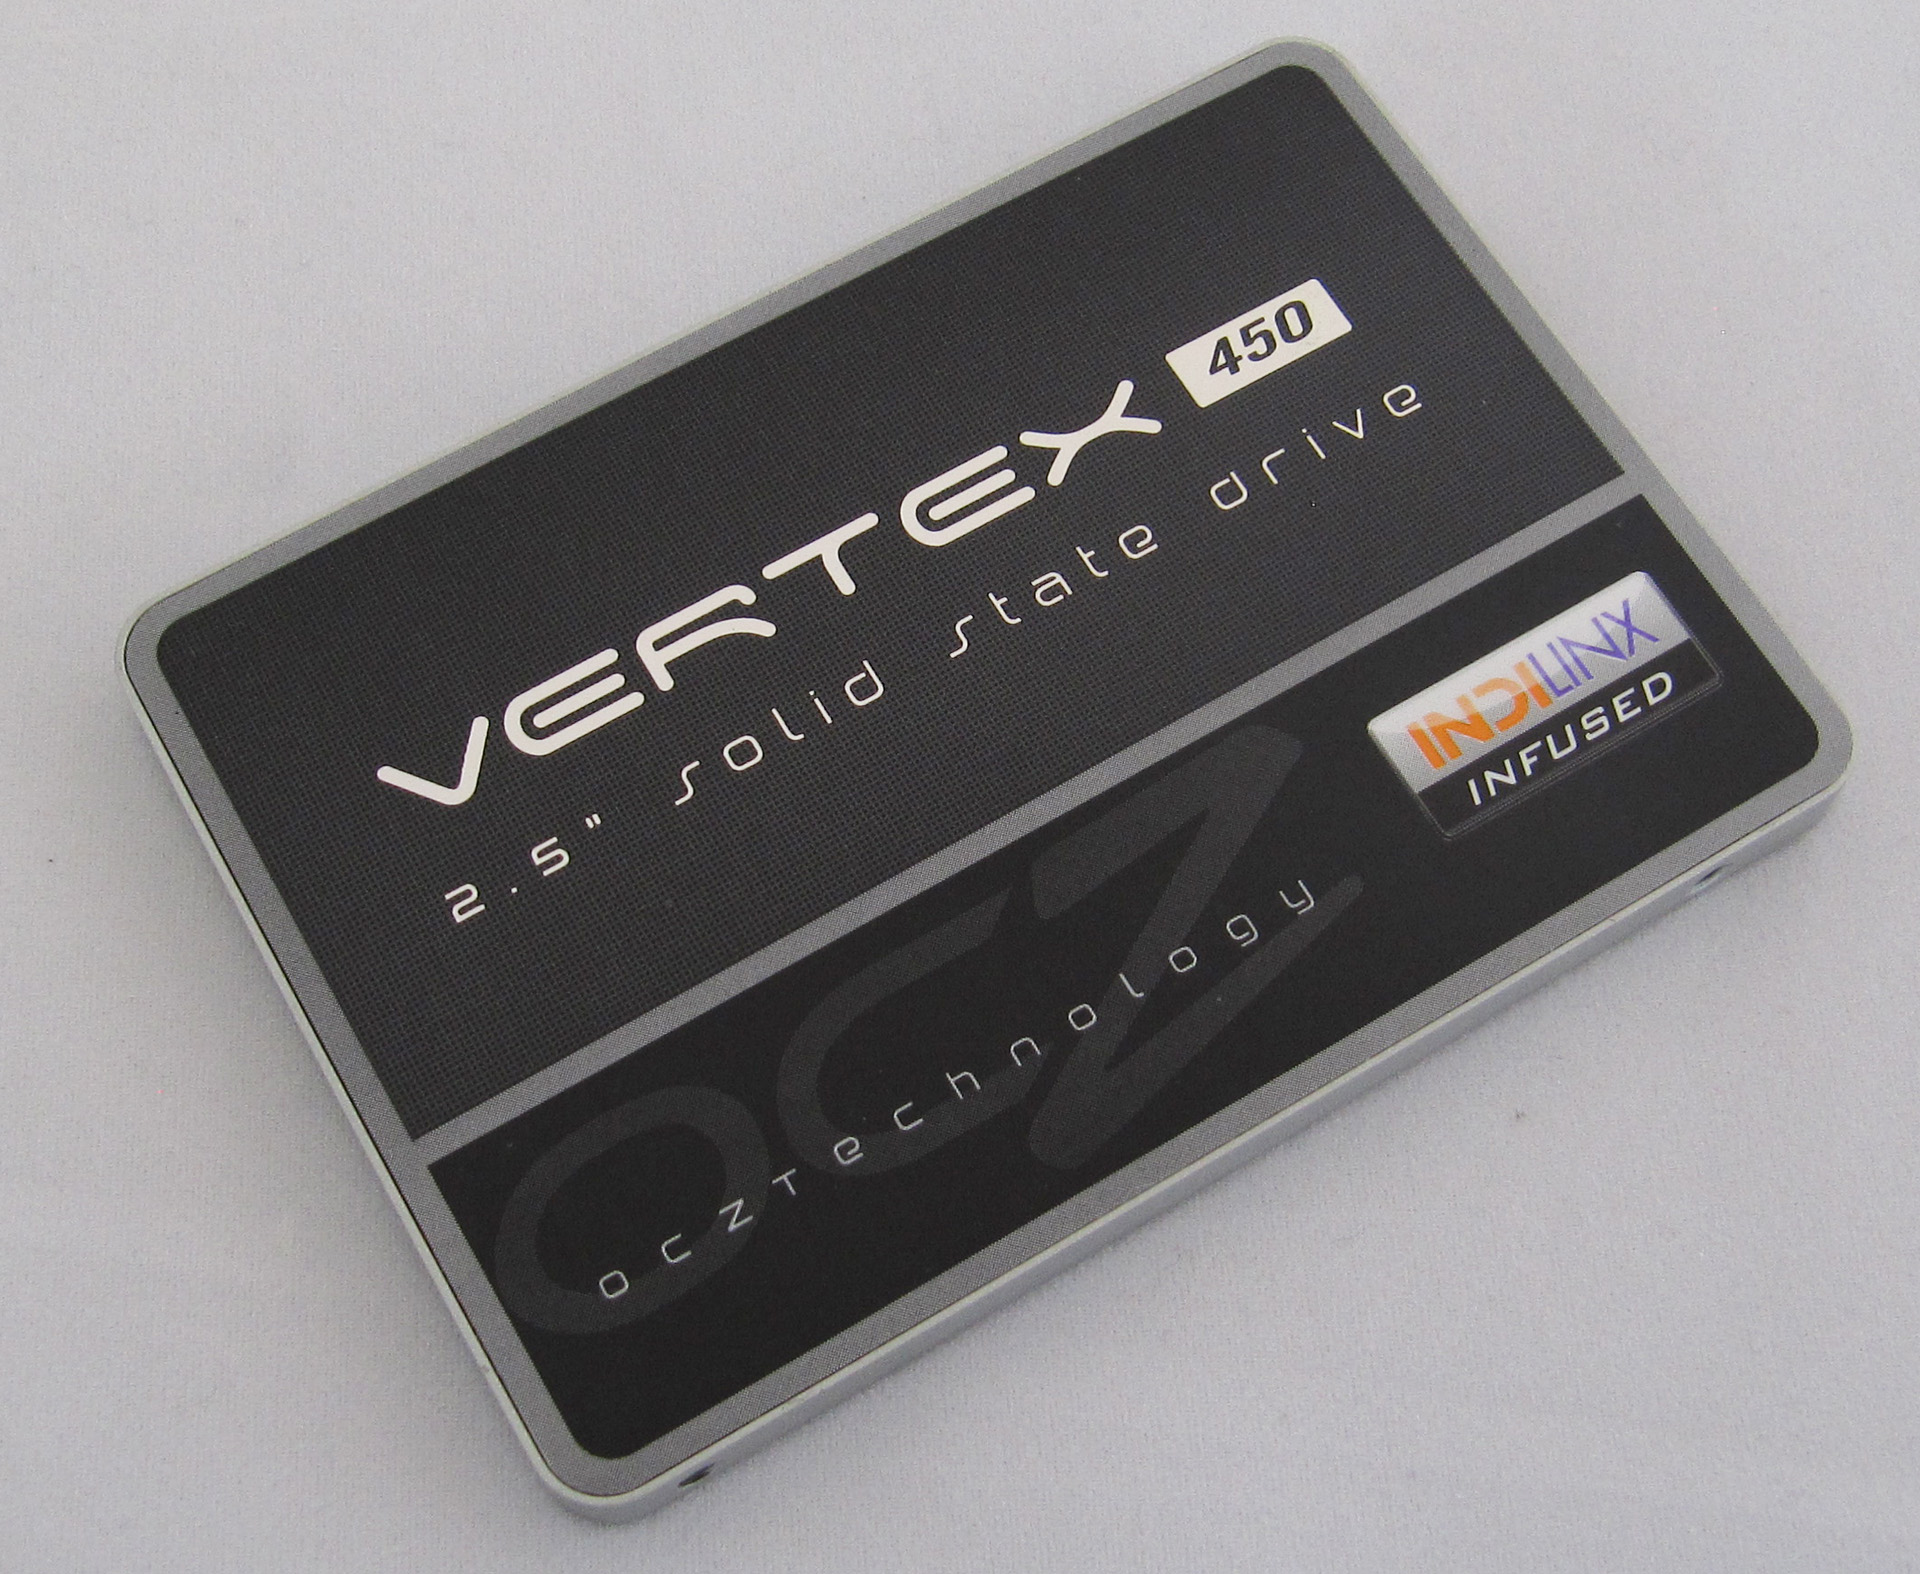 VERTEX 450
2.5" solid state drive
INDILINX
INFUSED
OCZ
OCZTechnology